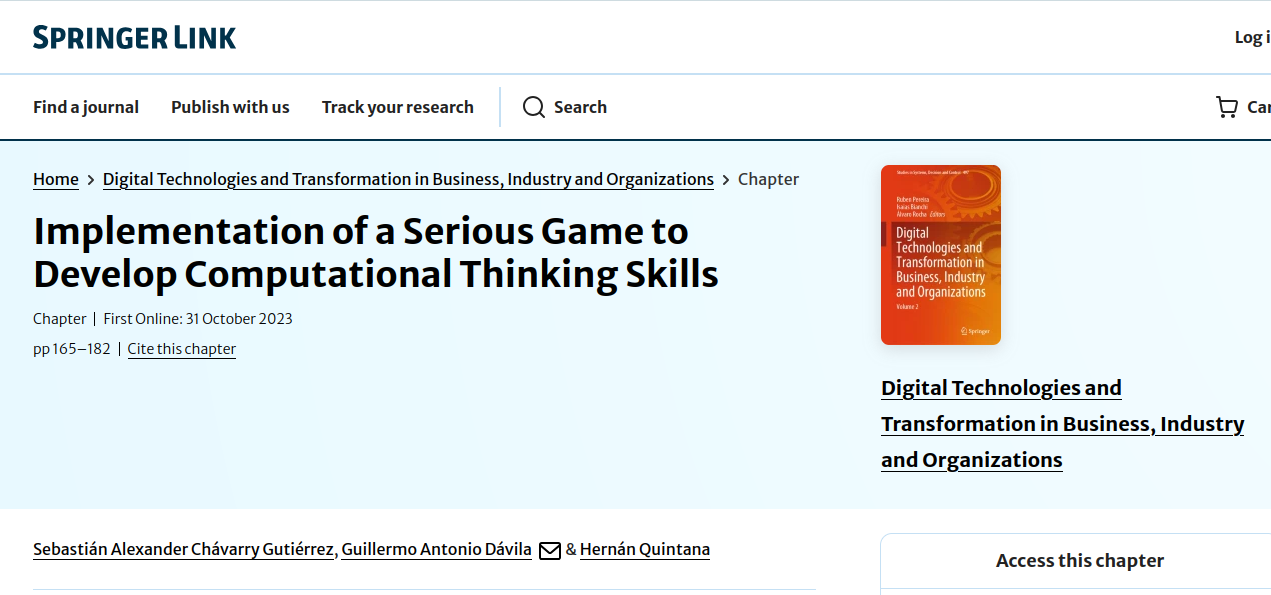 SPRINGER LINK
Log i
Find a journal
Publish with us
Track your research
Search
Car
Home > Digital Technologies and Transformation in Business, Industry and Organizations > Chapter
Implementation of a Serious Game to
Develop Computational Thinking Skills
Chapter | First Online: 31 October 2023
pp 165–182 | Cite this chapter
Studies in Systems, Decision and Control
Ruben Pereira
Isaias Bianchi
Álvaro Rocha Editors
Digital
Technologies and
Transformation in
Business, Industry
and Organizations
Volume 2
Springer
Digital Technologies and
Transformation in Business, Industry
and Organizations
Sebastián Alexander Chávarry Gutiérrez, Guillermo Antonio Dávila & Hernán Quintana
Access this chapter